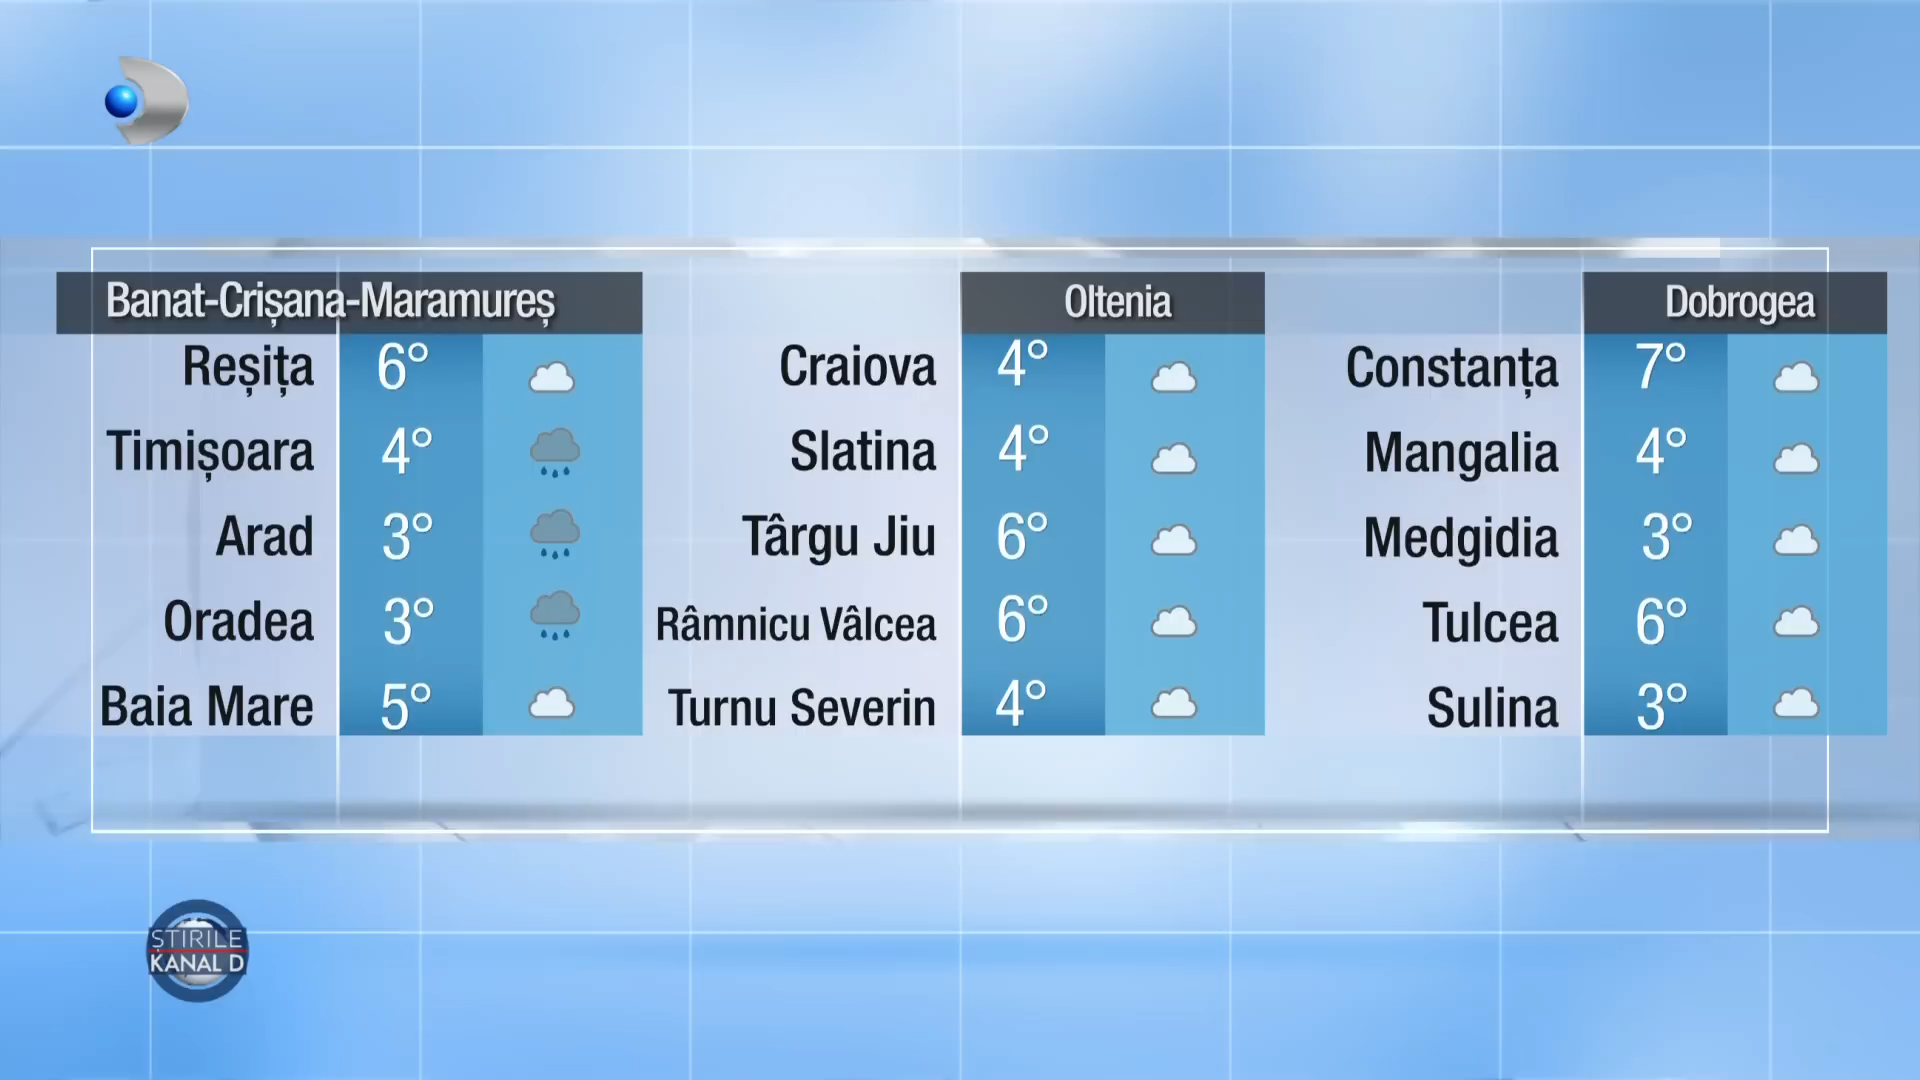 Banat-Crișana-Maramureș
Reșița 6°
Timișoara 4°
Arad 3°
Oradea 3°
Baia Mare 5°
Oltenia
Craiova 4°
Slatina 4°
Târgu Jiu 6°
Râmnicu Vâlcea 6°
Turnu Severin 4°
Dobrogea
Constanța 7°
Mangalia 4°
Medgidia 3°
Tulcea 6°
Sulina 3°
ȘTIRILE
KANAL D